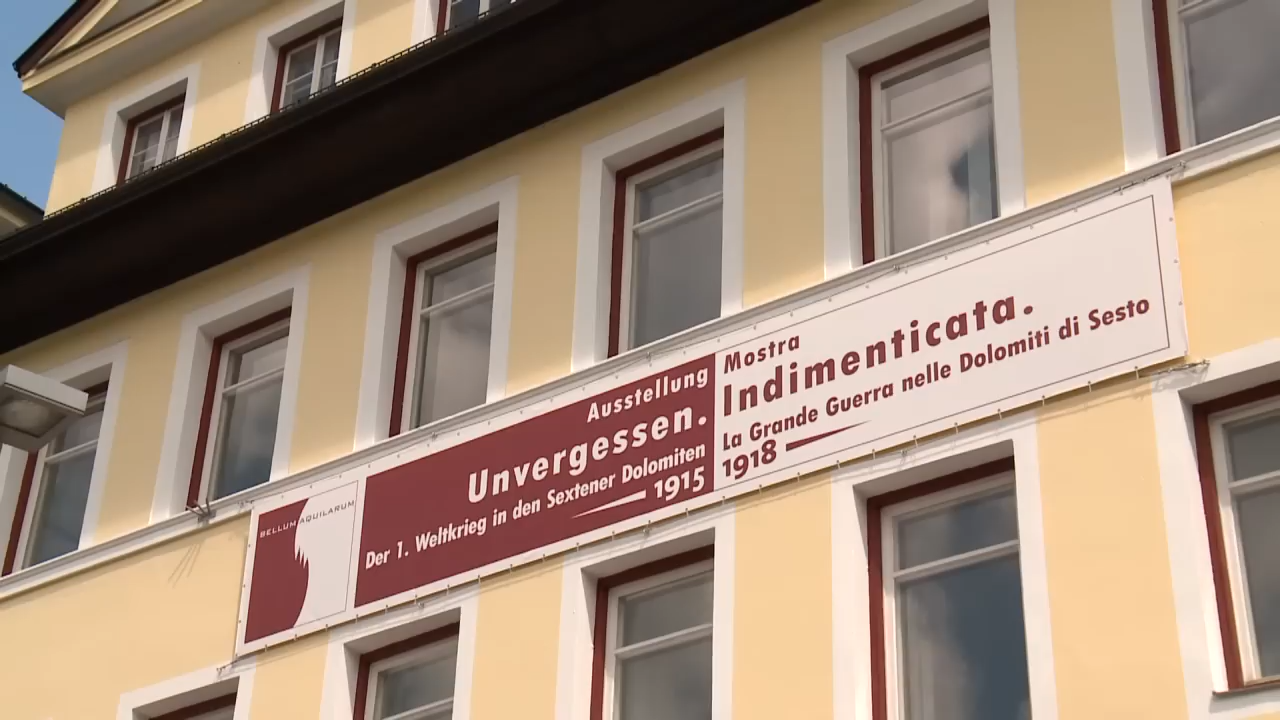 BELLUM AQUILARUM
Ausstellung
Unvergessen.
Der 1. Weltkrieg in den Sextener Dolomiten
1915
Mostra
Indimenticata.
La Grande Guerra nelle Dolomiti di Sesto
1918